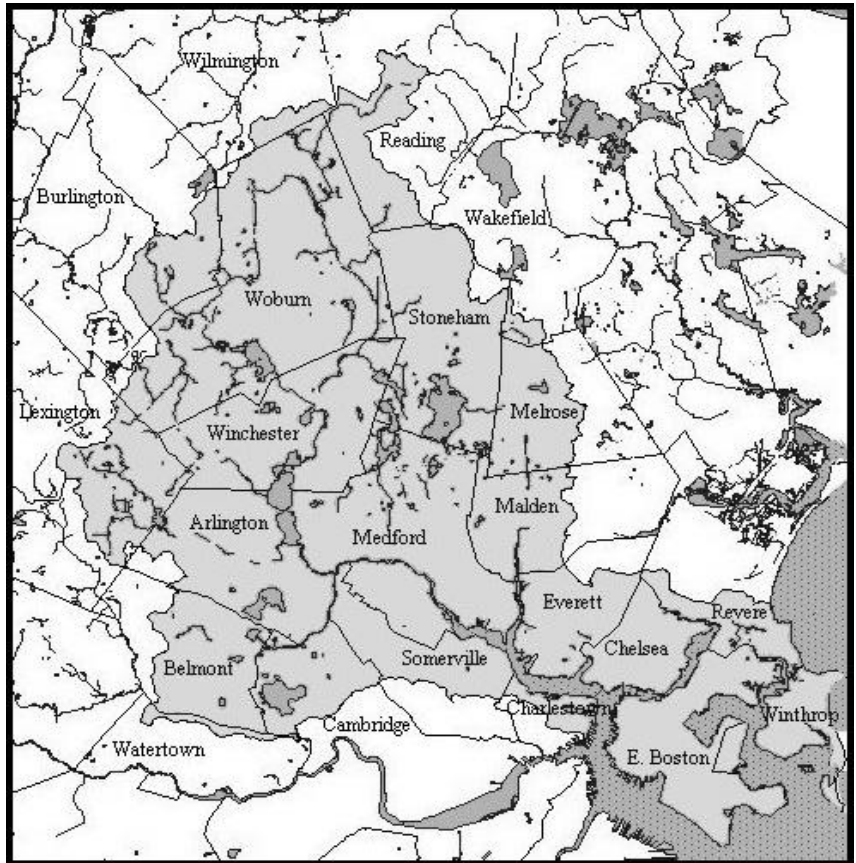 Wilmington
Reading
Burlington
Wakefield
Woburn
Stoneham
Lexington
Melrose
Winchester
Malden
Arlington
Medford
Everett
Revere
Chelsea
Somerville
Belmont
Charlestown
Winthrop
Cambridge
Watertown
E. Boston